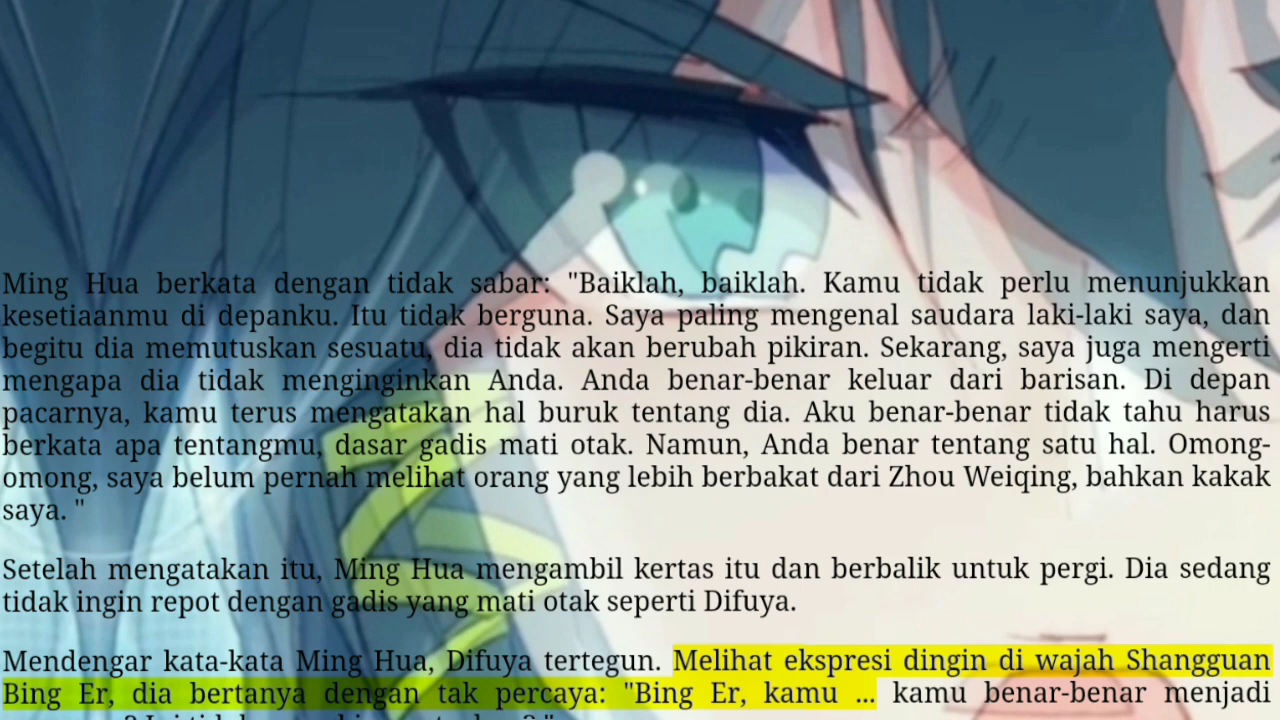 Ming Hua berkata dengan tidak sabar: "Baiklah, baiklah. Kamu tidak perlu menunjukkan
kesetiaanmu di depanku. Itu tidak berguna. Saya paling mengenal saudara laki-laki saya, dan
begitu dia memutuskan sesuatu, dia tidak akan berubah pikiran. Sekarang, saya juga mengerti
mengapa dia tidak menginginkan Anda. Anda benar-benar keluar dari barisan. Di depan
pacarnya, kamu terus mengatakan hal buruk tentang dia. Aku benar-benar tidak tahu harus
berkata apa tentangmu, dasar gadis mati otak. Namun, Anda benar tentang satu hal. Omong-
omong, saya belum pernah melihat orang yang lebih berbakat dari Zhou Weiqing, bahkan kakak
saya. "
Setelah mengatakan itu, Ming Hua mengambil kertas itu dan berbalik untuk pergi. Dia sedang
tidak ingin repot dengan gadis yang mati otak seperti Difuya.
Mendengar kata-kata Ming Hua, Difuya tertegun. Melihat ekspresi dingin di wajah Shangguan
Bing Er, dia bertanya dengan tak percaya: "Bing Er, kamu ... kamu benar-benar menjadi